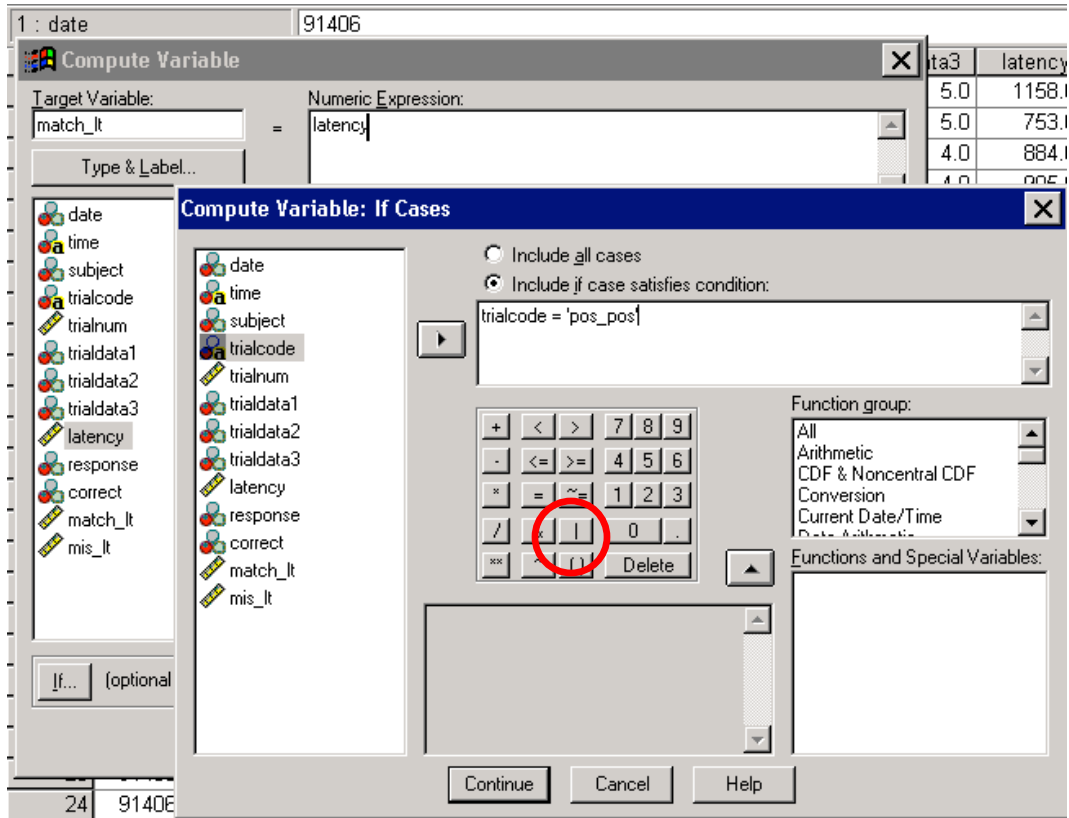 1 : date 91406
Compute Variable
ta3 latency
Target Variable: Numeric Expression:
match_lt = latency
Type & Label...
5.0 1158.
5.0 753.
4.0 884.
date
time
subject
trialcode
trialnum
trialdata1
trialdata2
trialdata3
latency
response
correct
match_lt
mis_lt
If... (optional
24 91406
Compute Variable: If Cases
date
time
subject
trialcode
trialnum
trialdata1
trialdata2
trialdata3
latency
response
correct
match_lt
mis_lt
Include all cases
Include if case satisfies condition:
trialcode = 'pos_pos'
+ < > 7 8 9
- <= >= 4 5 6
* = ~= 1 2 3
/ | 0 .
** ~ ( ) Delete
Function group:
All
Arithmetic
CDF & Noncentral CDF
Conversion
Current Date/Time
Functions and Special Variables:
Continue Cancel Help